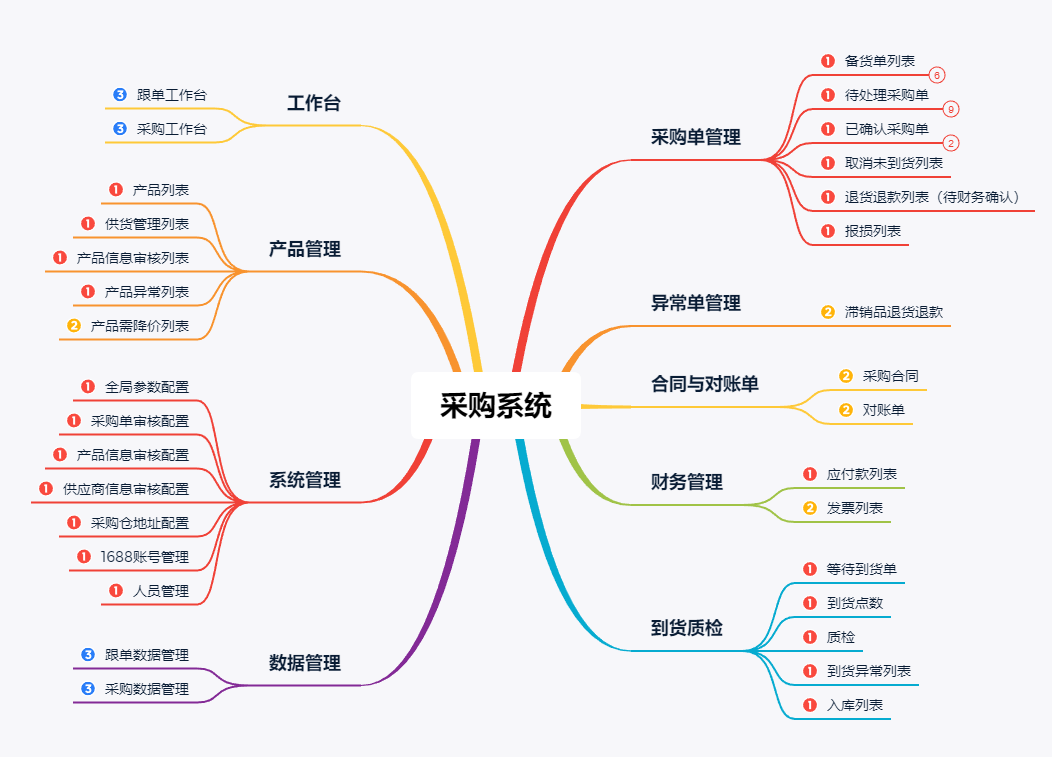 采购系统
工作台
3 跟单工作台
3 采购工作台
产品管理
1 产品列表
1 供货管理列表
1 产品信息审核列表
1 产品异常列表
2 产品需降价列表
系统管理
1 全局参数配置
1 采购单审核配置
1 产品信息审核配置
1 供应商信息审核配置
1 采购仓地址配置
1 1688账号管理
1 人员管理
数据管理
3 跟单数据管理
3 采购数据管理
采购单管理
1 备货单列表 6
1 待处理采购单 9
1 已确认采购单 2
1 取消未到货列表
1 退货退款列表（待财务确认）
1 报损列表
异常单管理
2 滞销品退货退款
合同与对账单
2 采购合同
2 对账单
财务管理
1 应付款列表
2 发票列表
到货质检
1 等待到货单
1 到货点数
1 质检
1 到货异常列表
1 入库列表